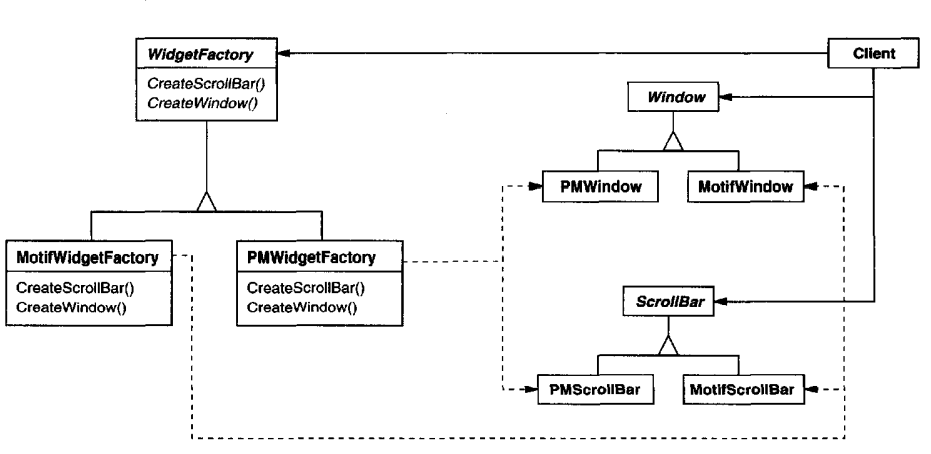 WidgetFactory
CreateScrollBar()
CreateWindow()
Client
Window
PMWindow
MotifWindow
MotifWidgetFactory
CreateScrollBar()
CreateWindow()
PMWidgetFactory
CreateScrollBar()
CreateWindow()
ScrollBar
PMScrollBar
MotifScrollBar